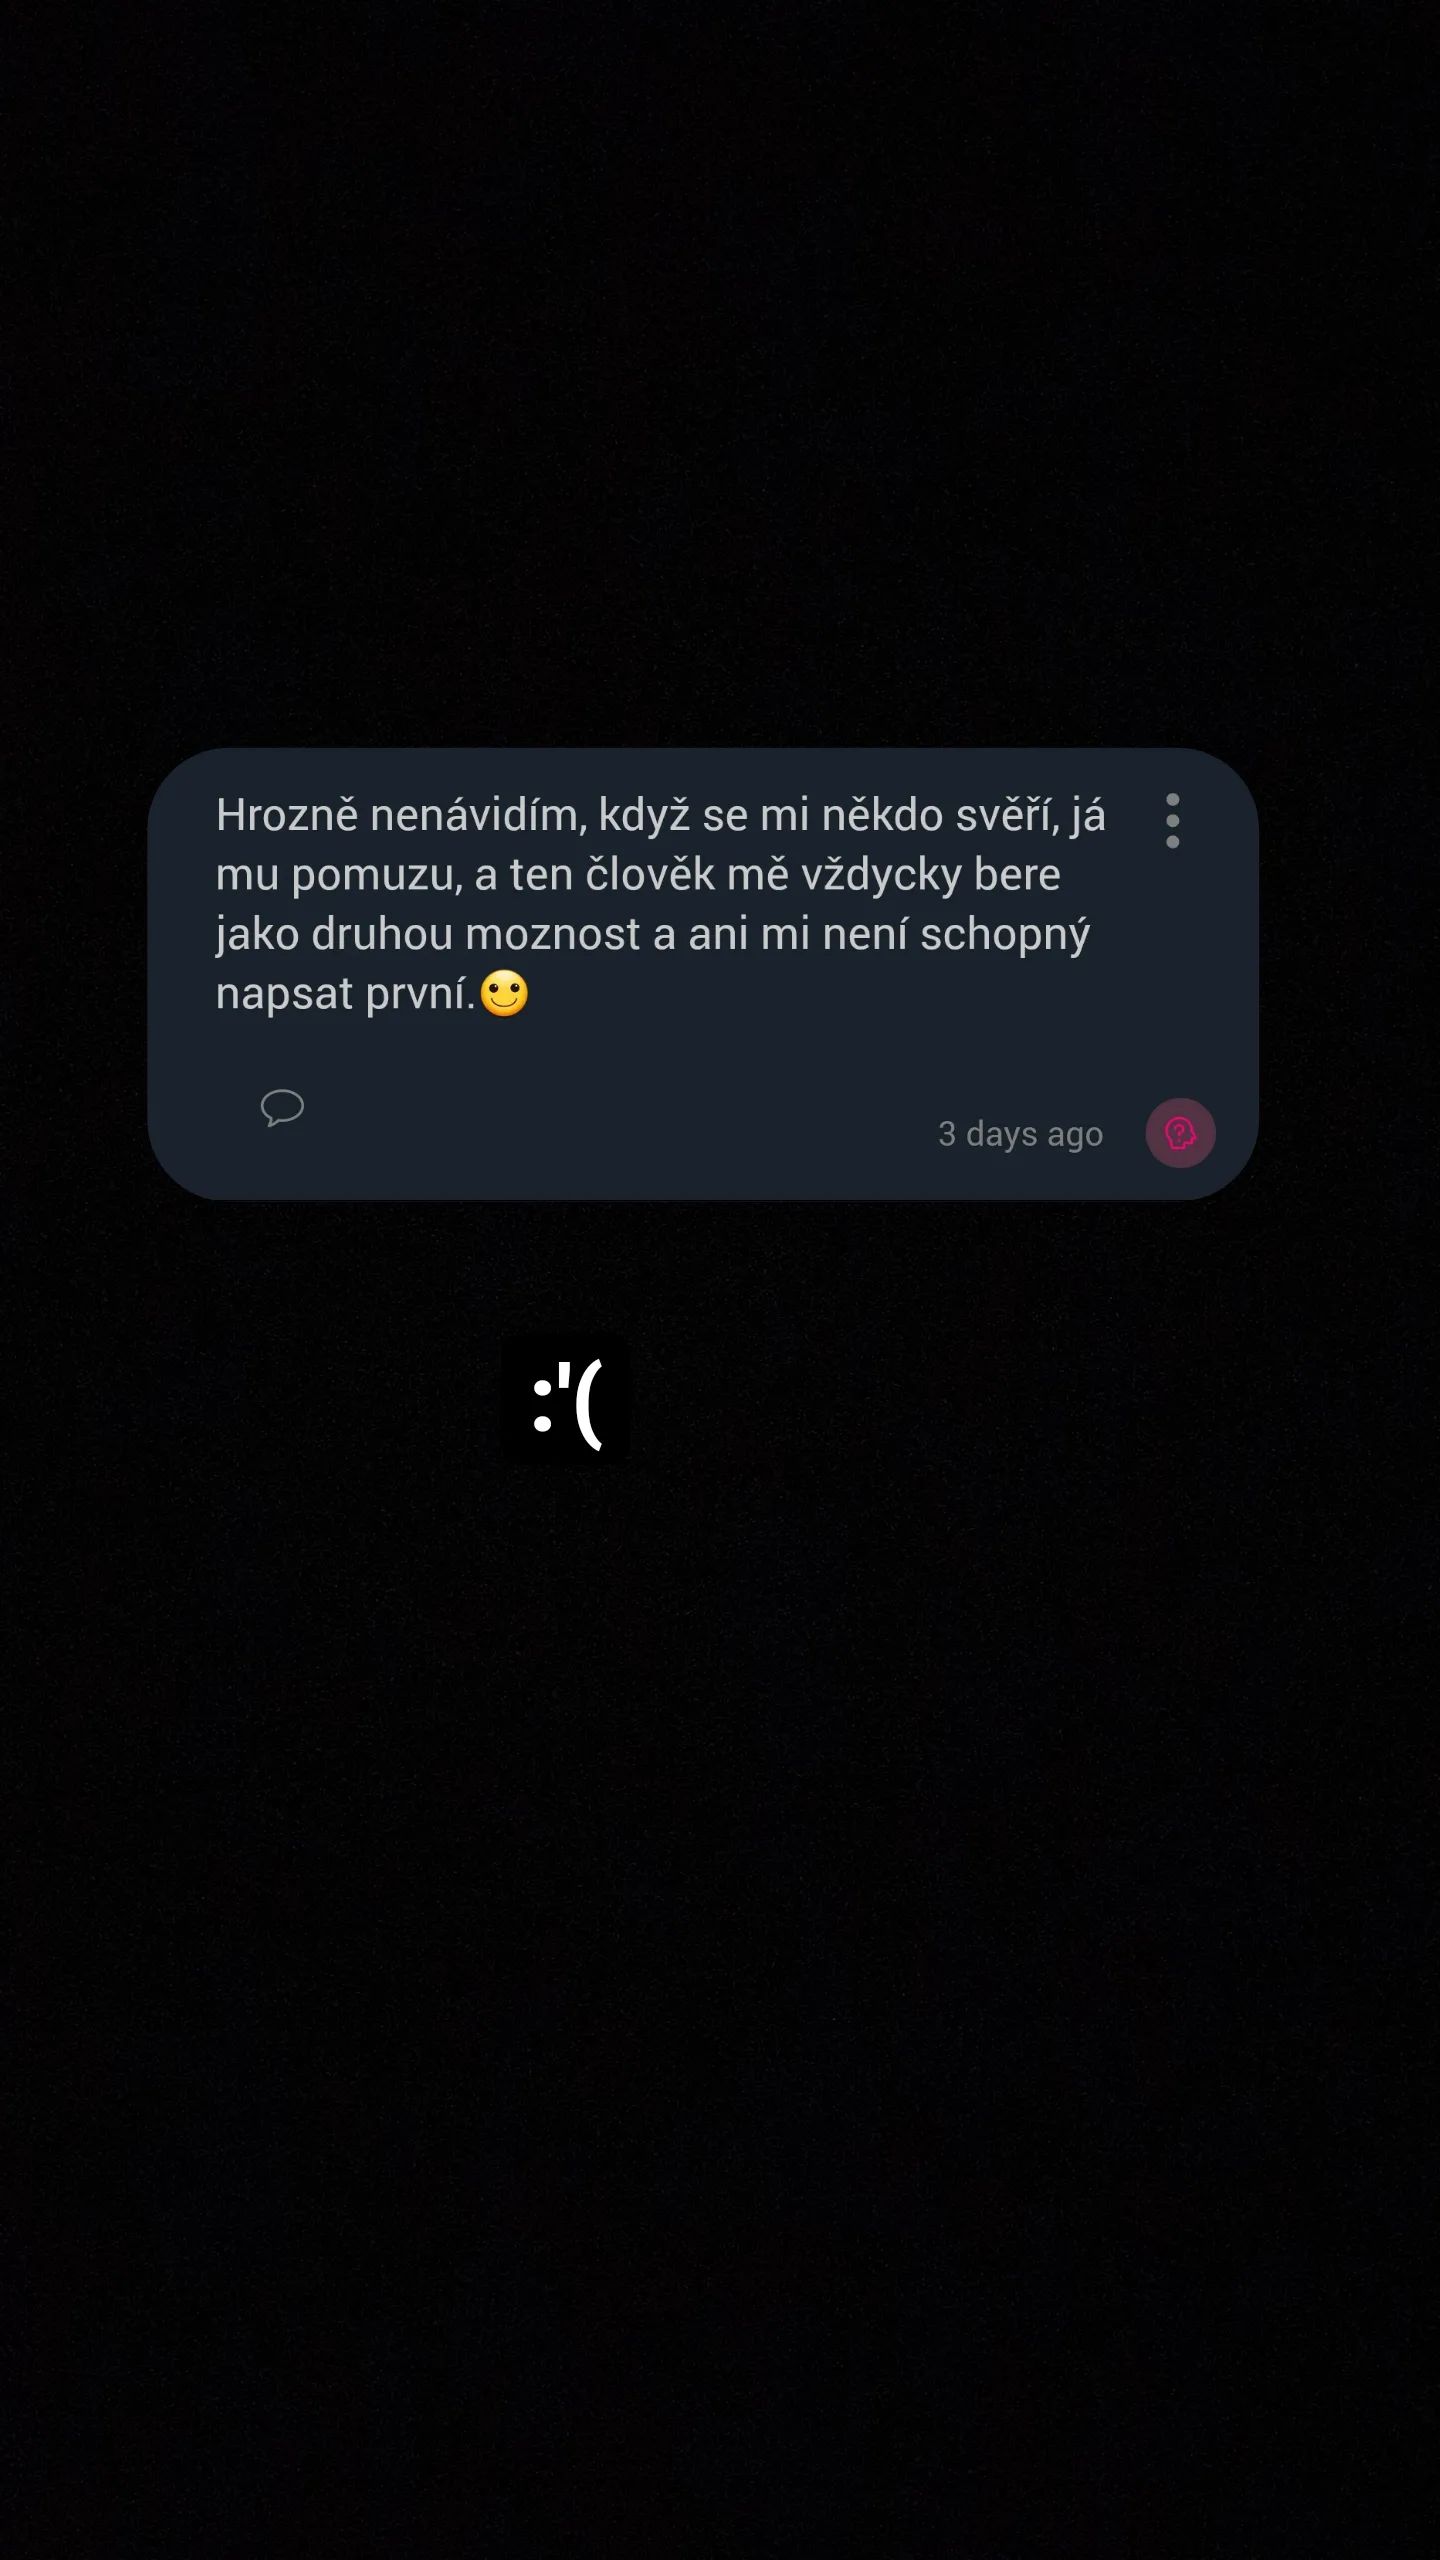 Hrozně nenávidím, když se mi někdo svěří, já
mu pomuzu, a ten člověk mě vždycky bere
jako druhou moznost a ani mi není schopný
napsat první.🙂
3 days ago
:'(